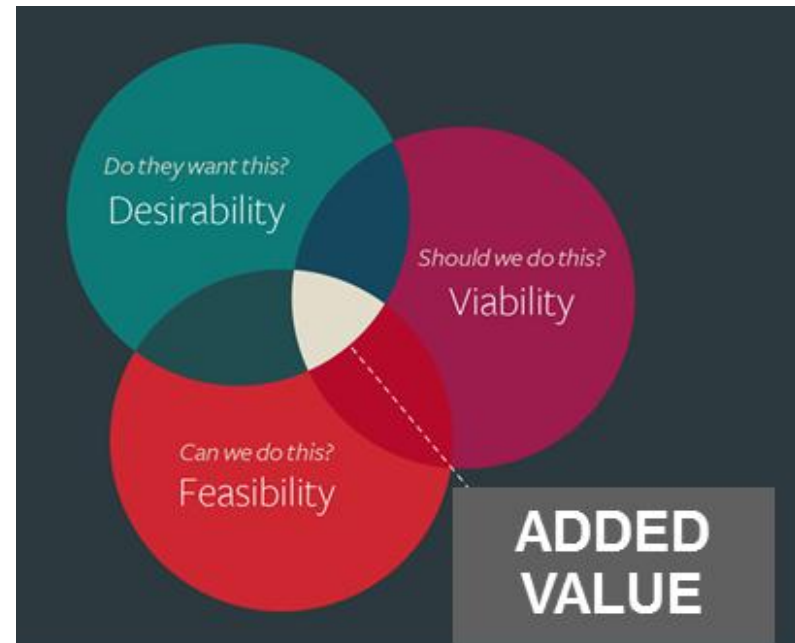 Do they want this?
Desirability
Should we do this?
Viability
Can we do this?
Feasibility
ADDED
VALUE